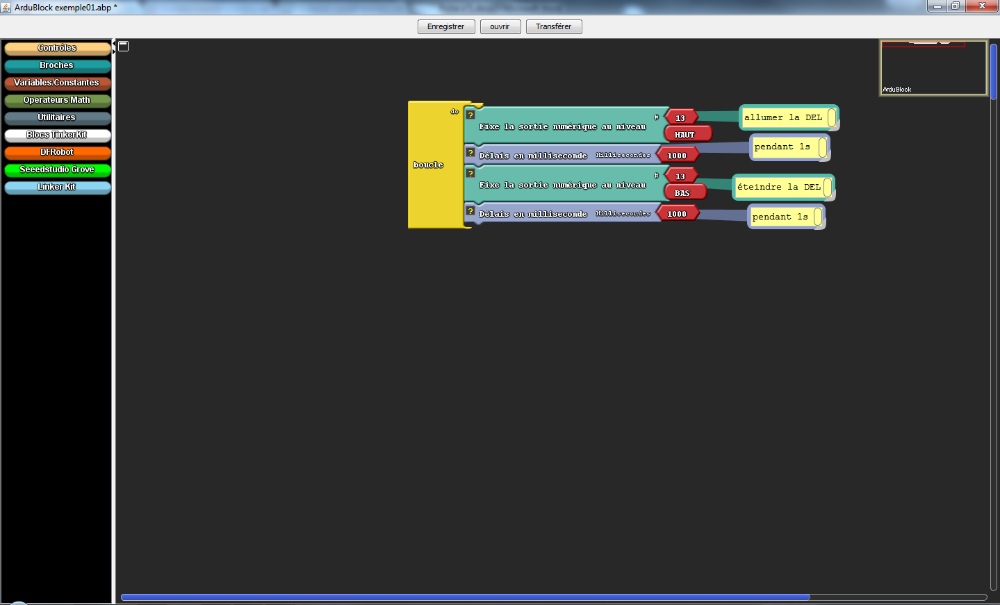 ArduBlock exemple01.abp *
Enregistrer ouvrir Transférer
Contrôles
Broches
Variables/Constantes
Operateurs Math
Utilitaires
Blocs TinkerKit
DFRobot
Seeedstudio Grove
Linker Kit
ArduBlock
boucle
do
? Fixe la sortie numérique au niveau # 13 HAUT
allumer la DEL
? Délais en milliseconde Millisecondes 1000
pendant 1s
? Fixe la sortie numérique au niveau # 13 BAS
éteindre la DEL
? Délais en milliseconde Millisecondes 1000
pendant 1s